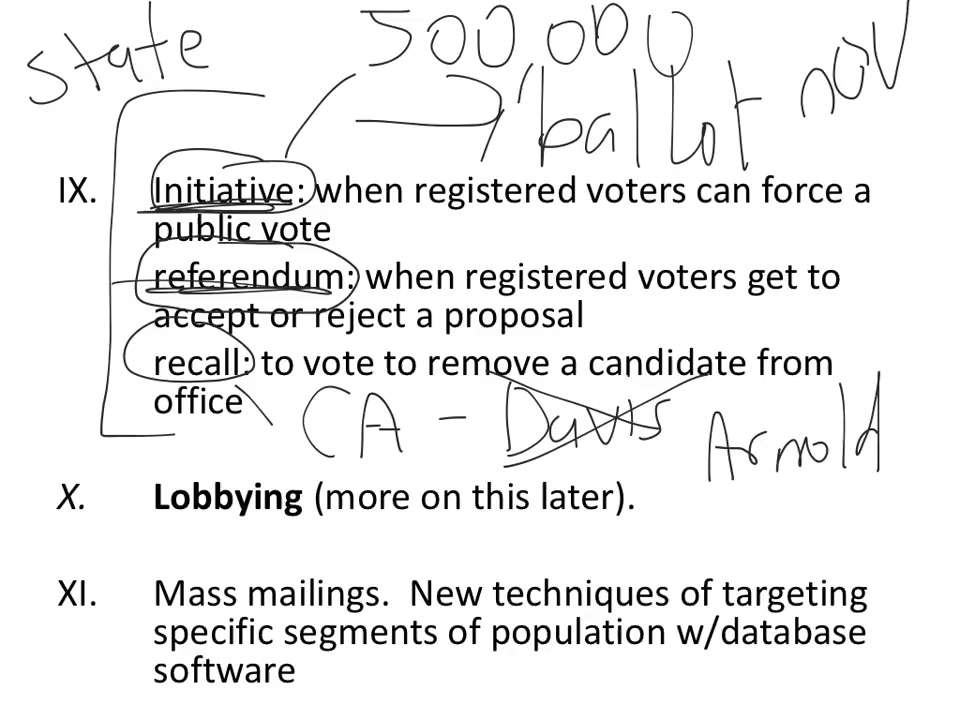 state 500,000
ballot nov
IX. Initiative: when registered voters can force a
public vote
referendum: when registered voters get to
accept or reject a proposal
recall: to vote to remove a candidate from
office
CA - Davis Arnold
X. Lobbying (more on this later).
XI. Mass mailings. New techniques of targeting
specific segments of population w/database
software